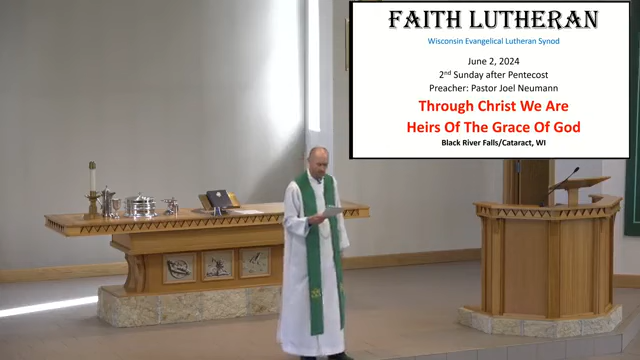 FAITH LUTHERAN
Wisconsin Evangelical Lutheran Synod
June 2, 2024
2nd Sunday after Pentecost
Preacher: Pastor Joel Neumann
Through Christ We Are
Heirs Of The Grace Of God
Black River Falls/Cataract, WI